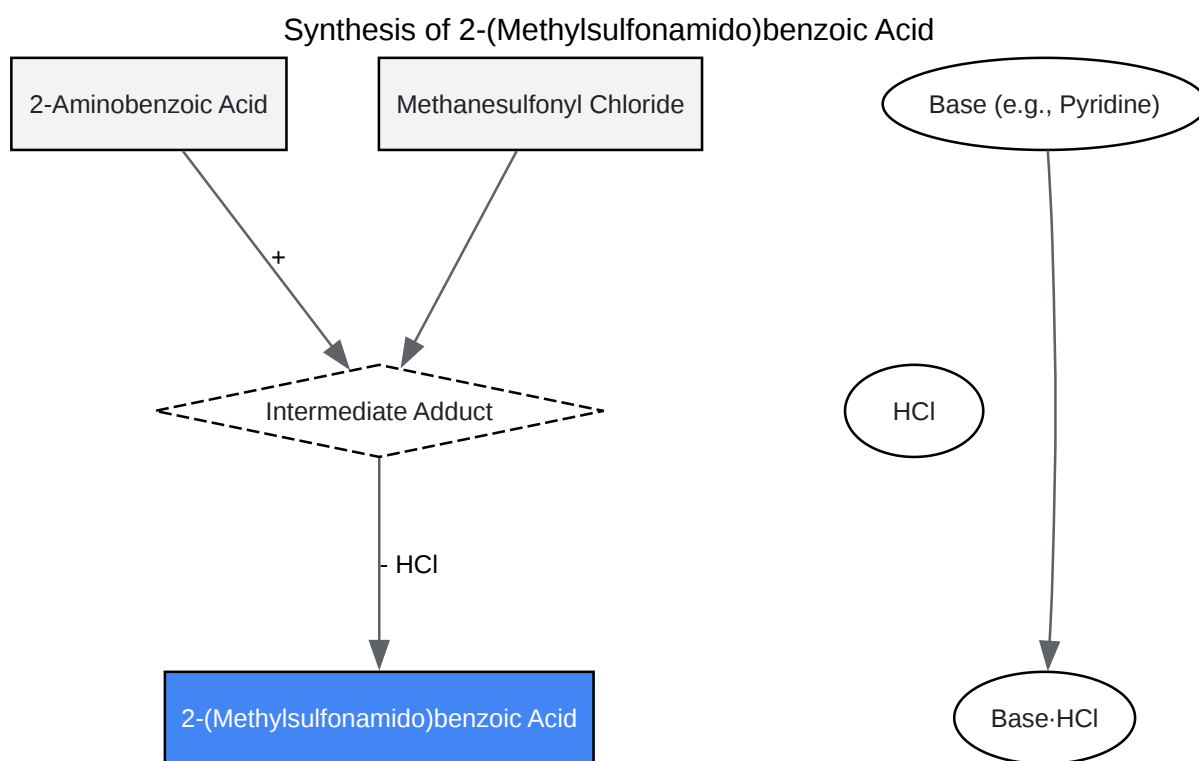 Synthesis of 2-(Methylsulfonamido)benzoic Acid
2-Aminobenzoic Acid
Methanesulfonyl Chloride
Base (e.g., Pyridine)
+
Intermediate Adduct
HCl
- HCl
2-(Methylsulfonamido)benzoic Acid
Base·HCl